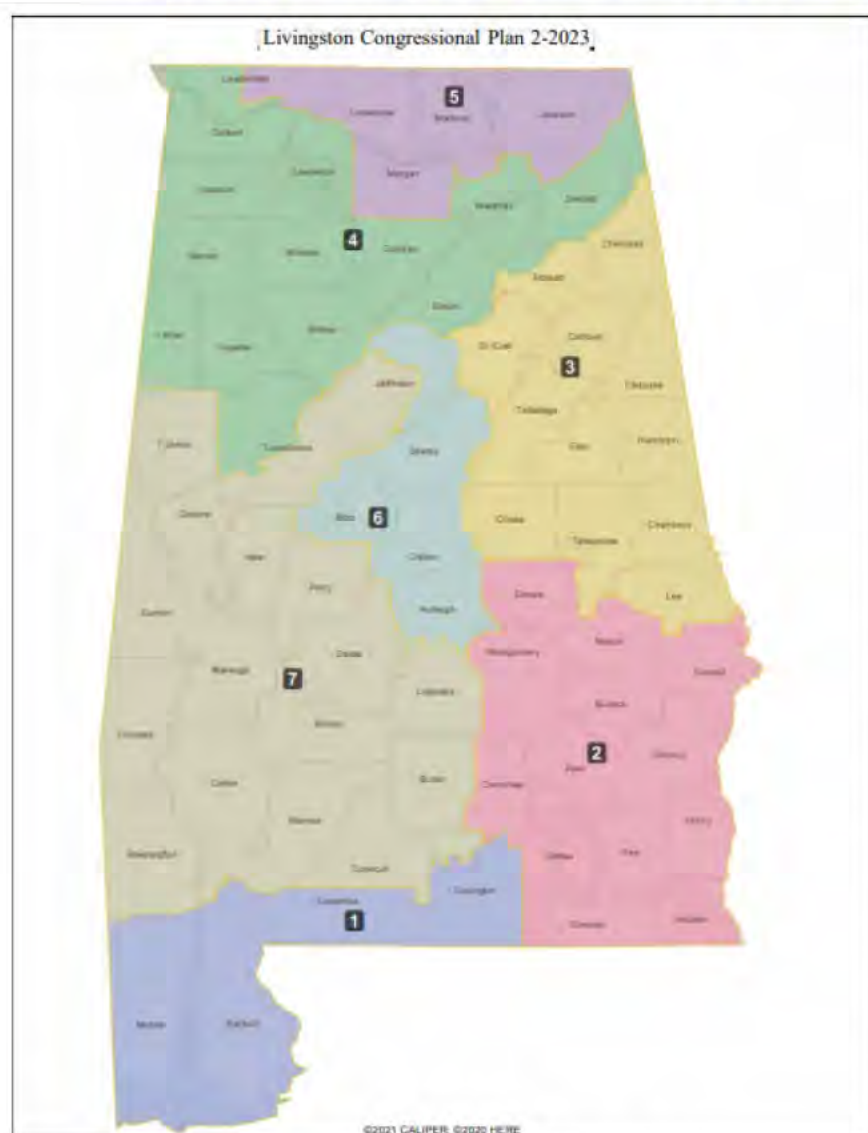 Livingston Congressional Plan 2-2023
Lauderdale
5
Limestone
Madison
Jackson
Colbert
Lawrence
Franklin
Morgan
Marshall
DeKalb
4
Marion
Winston
Cullman
Cherokee
Etowah
Blount
Lamar
Fayette
Walker
St. Clair
Calhoun
3
Jefferson
Cleburne
Talladega
Pickens
Tuscaloosa
Shelby
Clay
Randolph
Greene
Bibb
6
Coosa
Chambers
Tallapoosa
Hale
Chilton
Perry
Elmore
Lee
Autauga
Sumter
Macon
Dallas
Montgomery
Russell
Marengo
7
Lowndes
Bullock
Wilcox
Choctaw
2
Barbour
Pike
Clarke
Butler
Crenshaw
Monroe
Henry
Washington
Coffee
Dale
Conecuh
Covington
Escambia
1
Geneva
Houston
Mobile
Baldwin
©2021 CALIPER; ©2020 HERE